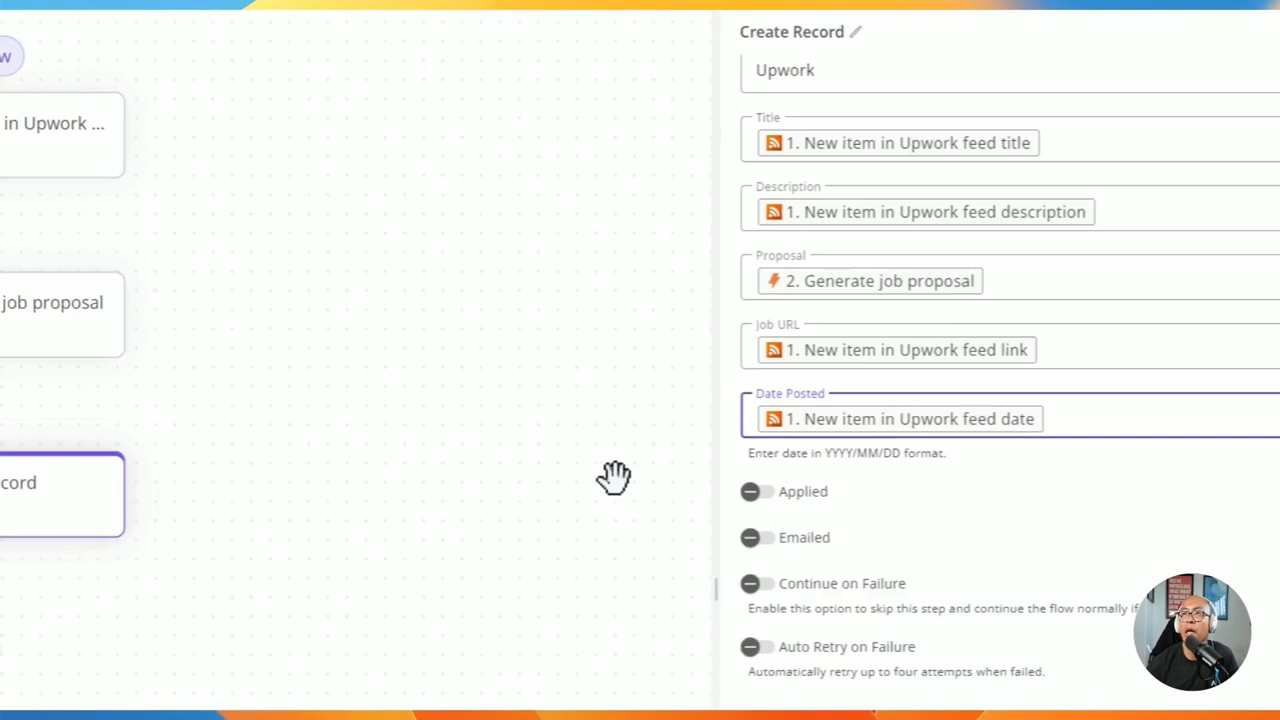 w
in Upwork ...
job proposal
cord
Create Record
Upwork
Title
1. New item in Upwork feed title
Description
1. New item in Upwork feed description
Proposal
2. Generate job proposal
Job URL
1. New item in Upwork feed link
Date Posted
1. New item in Upwork feed date
Enter date in YYYY/MM/DD format.
Applied
Emailed
Continue on Failure
Enable this option to skip this step and continue the flow normally if
Auto Retry on Failure
Automatically retry up to four attempts when failed.